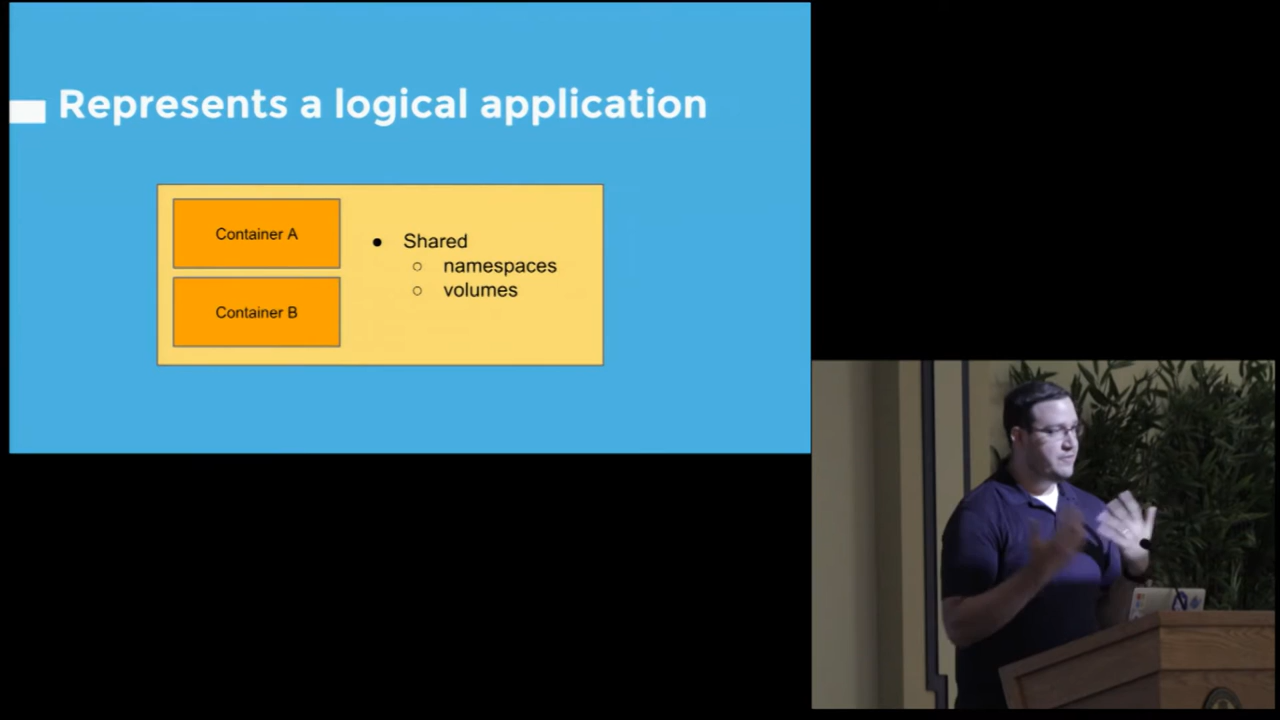 Represents a logical application
Container A
Container B
● Shared
○ namespaces
○ volumes